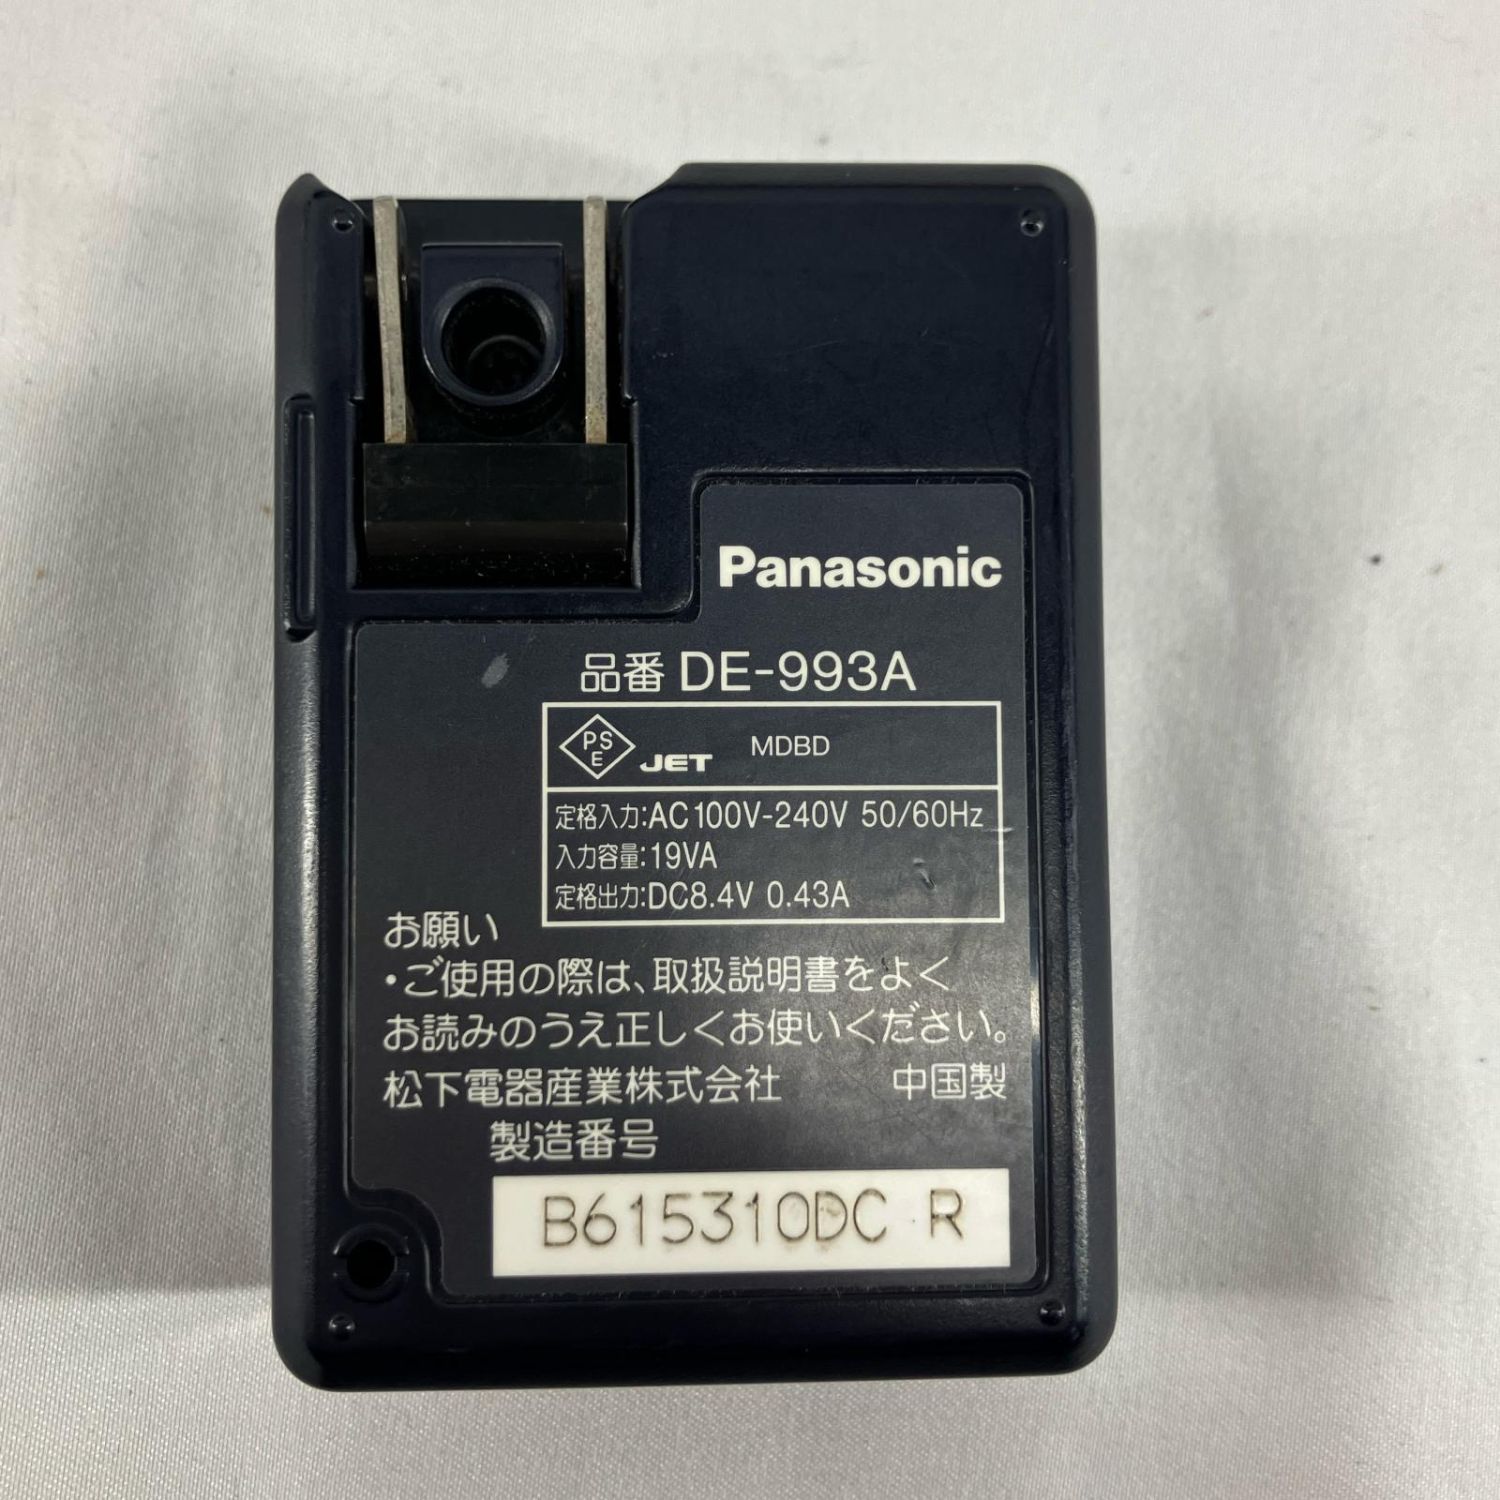 Panasonic
品番 DE-993A
PS
E
JET MDBD
定格入力:AC100V-240V 50/60Hz
入力容量:19VA
定格出力:DC8.4V 0.43A
お願い
・ご使用の際は、取扱説明書をよく
お読みのうえ正しくお使いください。
松下電器産業株式会社 中国製
製造番号
B615310DC R